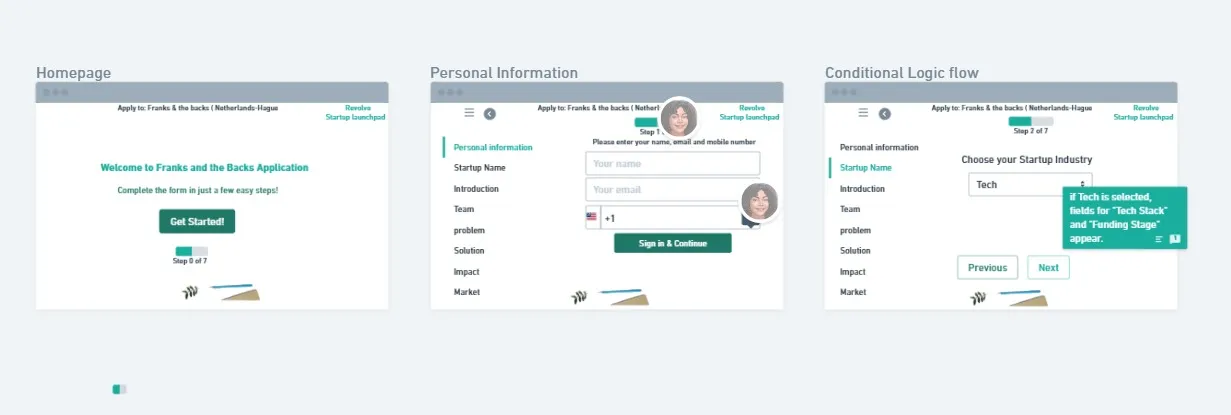 Homepage
Apply to: Franks & the backs ( Netherlands-Hague
Revolve
Startup launchpad
Welcome to Franks and the Backs Application
Complete the form in just a few easy steps!
Get Started!
Step 0 of 7
Personal Information
Apply to: Franks & the backs ( Netherl
Revolve
Startup launchpad
Step 1
Please enter your name, email and mobile number
Personal information
Startup Name
Introduction
Team
problem
Solution
Impact
Market
Your name
Your email
+1
Sign in & Continue
Conditional Logic flow
Apply to: Franks & the backs ( Netherlands-Hague
Revolve
Startup launchpad
Step 2 of 7
Personal information
Startup Name
Introduction
Team
problem
Solution
Impact
Market
Choose your Startup Industry
Tech
if Tech is selected,
fields for "Tech Stack"
and "Funding Stage"
appear.
Previous
Next